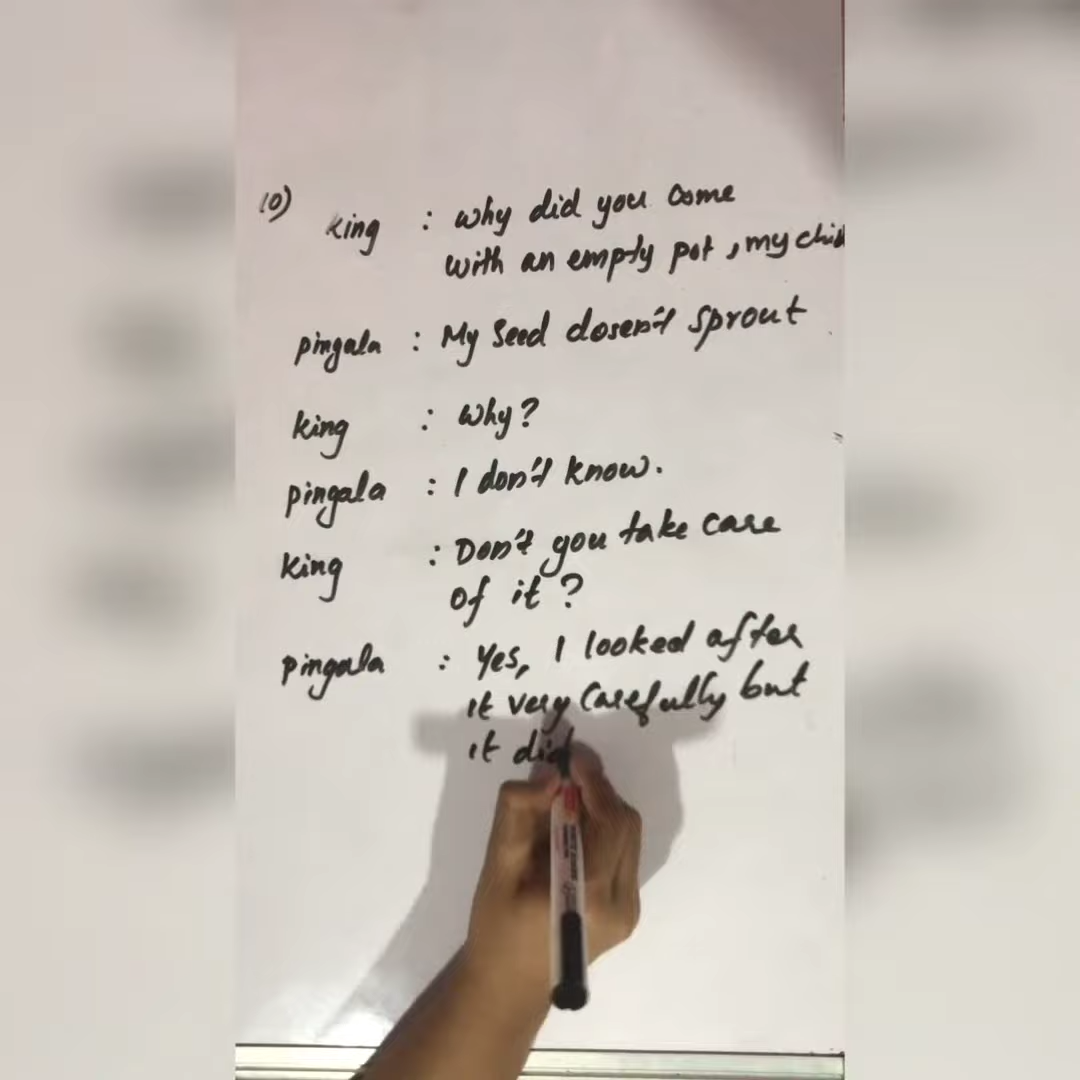 10) King : why did you come
with an empty pot, my chil
pingala : My Seed dosen't sprout
King : why?
pingala : I don't know.
King : Don't you take care
of it?
pingala : Yes, I looked after
it very carefully but
it did